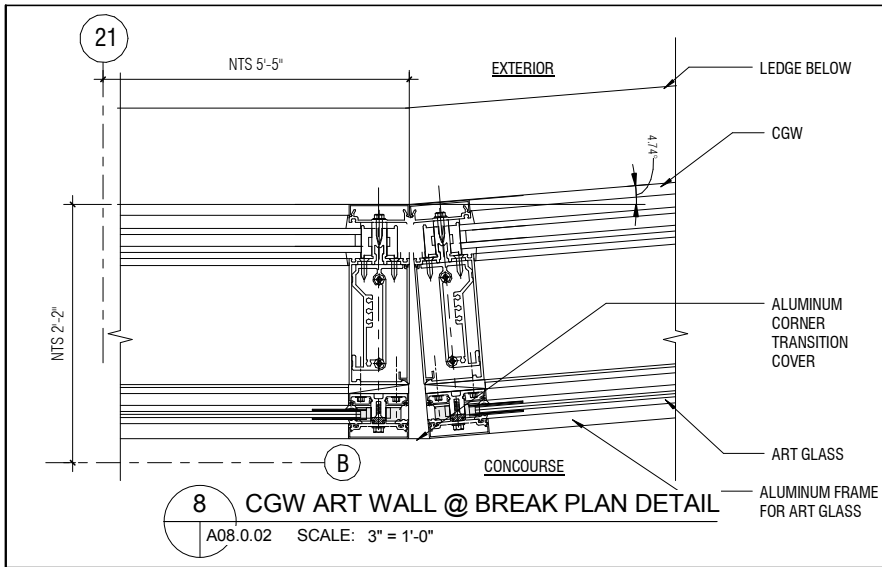 21
NTS 5'-5"
EXTERIOR
LEDGE BELOW
CGW
4.74°
NTS 2'-2"
ALUMINUM
CORNER
TRANSITION
COVER
ART GLASS
B
CONCOURSE
ALUMINUM FRAME
FOR ART GLASS
8
CGW ART WALL @ BREAK PLAN DETAIL
A08.0.02
SCALE: 3" = 1'-0"